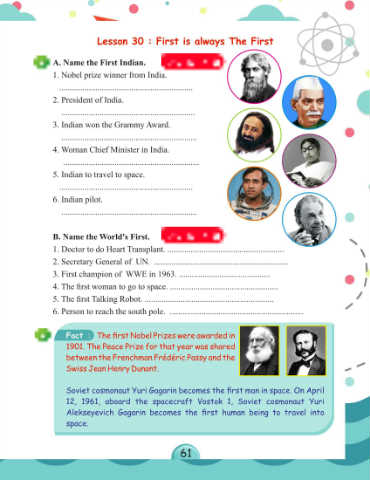 Lesson 30 : First is always The First
A. Name the First Indian.
1. Nobel prize winner from India.
2. President of India.
3. Indian won the Grammy Award.
4. Woman Chief Minister in India.
5. Indian to travel to space.
6. Indian pilot.
B. Name the World's First.
1. Doctor to do Heart Transplant.
2. Secretary General of UN.
3. First champion of WWE in 1963.
4. The first woman to go to space.
5. The first Talking Robot.
6. Person to reach the south pole.
Fact The first Nobel Prizes were awarded in
1901. The Peace Prize for that year was shared
between the Frenchman Frédéric Passy and the
Swiss Jean Henry Dunant.
Soviet cosmonaut Yuri Gagarin becomes the first man in space. On April
12, 1961, aboard the spacecraft Vostok 1, Soviet cosmonaut Yuri
Alekseyevich Gagarin becomes the first human being to travel into
space.
61